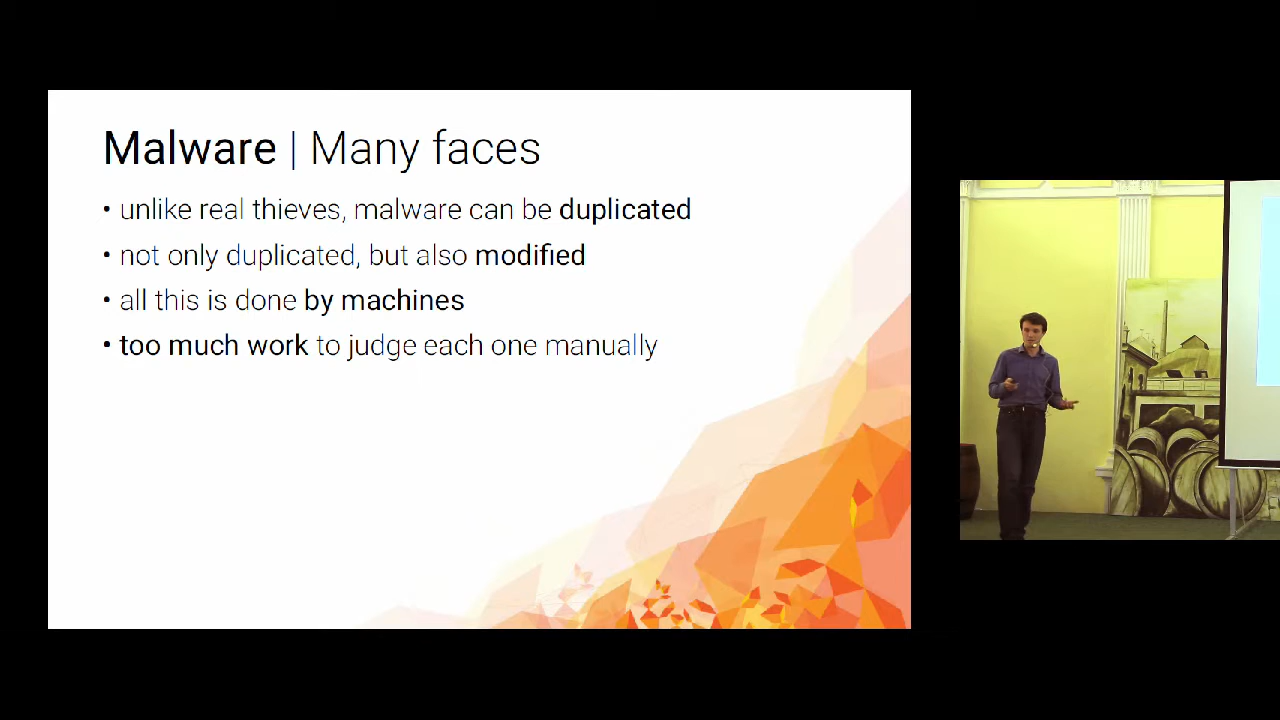 Malware | Many faces
• unlike real thieves, malware can be duplicated
• not only duplicated, but also modified
• all this is done by machines
• too much work to judge each one manually